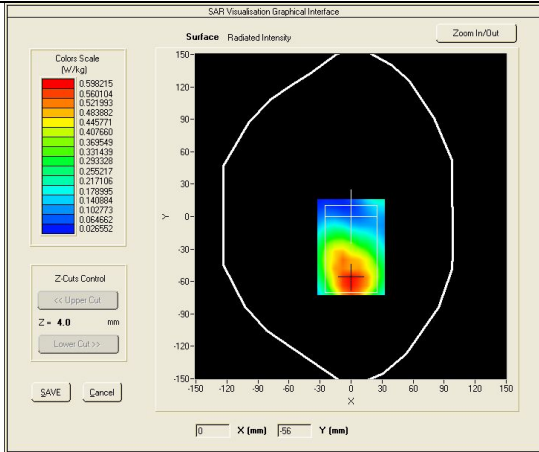 SAR Visualisation Graphical Interface
Surface Radiated Intensity
Zoom In/Out
Colors Scale
(W/kg)
0.598215
0.560104
0.521993
0.483882
0.445771
0.407660
0.369549
0.331439
0.293328
0.255217
0.217106
0.178995
0.140884
0.102773
0.064662
0.026552
Z-Cuts Control
<< Upper Cut
Z = 4.0 mm
Lower Cut >>
SAVE Cancel
150-
120-
90-
60-
30-
0-
-30-
-60-
-90-
-120-
-150-
Y
-150 -120 -90 -60 -30 0 30 60 90 120 150
X
0 X (mm) -56 Y (mm)